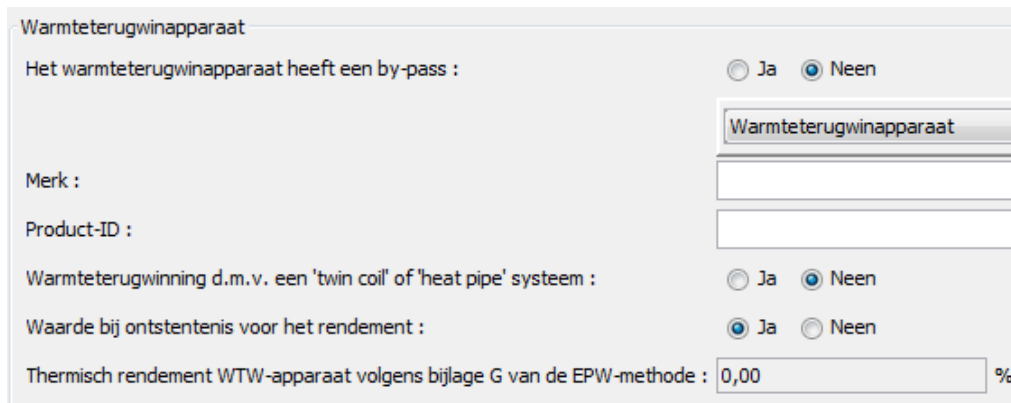 Warmteterugwinapparaat
Het warmteterugwinapparaat heeft een by-pass : Ja Neen
Warmteterugwinapparaat
Merk :
Product-ID :
Warmteterugwinning d.m.v. een 'twin coil' of 'heat pipe' systeem : Ja Neen
Waarde bij ontstentenis voor het rendement : Ja Neen
Thermisch rendement WTW-apparaat volgens bijlage G van de EPW-methode : 0,00 %